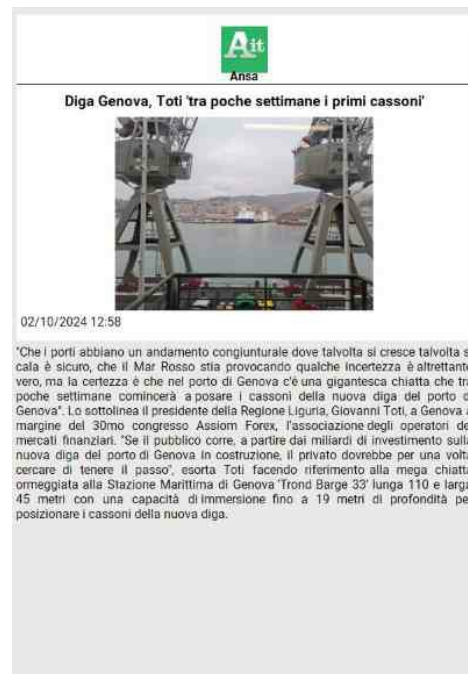 Ait
Ansa
Diga Genova, Toti 'tra poche settimane i primi cassoni'
02/10/2024 12:58
"Che i porti abbiano un andamento congiunturale dove talvolta si cresce talvolta s
cala è sicuro, che il Mar Rosso stia provocando qualche incertezza è altrettanto
vero, ma la certezza è che nel porto di Genova c'è una gigantesca chiatta che tra
poche settimane comincerà a posare i cassoni della nuova diga del porto d
Genova". Lo sottolinea il presidente della Regione Liguria, Giovanni Toti, a Genova a
margine del 30mo congresso Assiom Forex, l'associazione degli operatori de
mercati finanziari. "Se il pubblico corre, a partire dai miliardi di investimento sulla
nuova diga del porto di Genova in costruzione, il privato dovrebbe per una volta
cercare di tenere il passo", esorta Toti facendo riferimento alla mega chiatta
ormeggiata alla Stazione Marittima di Genova 'Trond Barge 33' lunga 110 e larga
45 metri con una capacità di immersione fino a 19 metri di profondità pe
posizionare i cassoni della nuova diga.